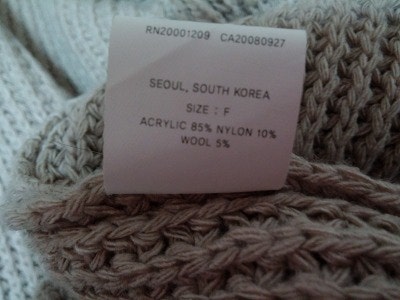 RN20001209 CA20080927
SEOUL, SOUTH KOREA
SIZE : F
ACRYLIC 85% NYLON 10%
WOOL 5%